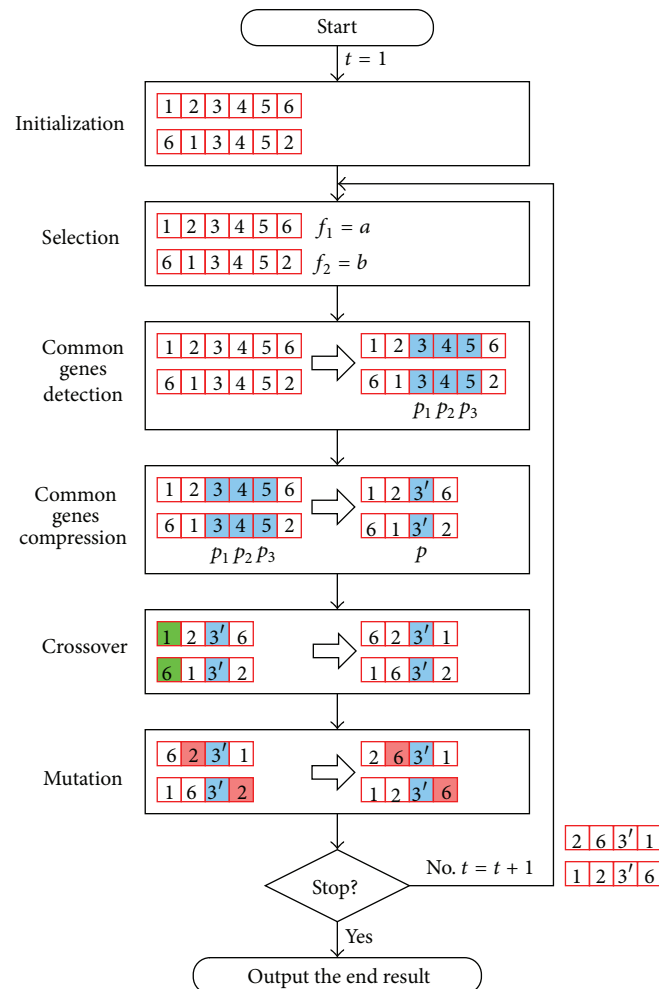 Start
t = 1
Initialization
1 2 3 4 5 6
6 1 3 4 5 2
Selection
1 2 3 4 5 6 f₁ = a
6 1 3 4 5 2 f₂ = b
Common
genes
detection
1 2 3 4 5 6
6 1 3 4 5 2
1 2 3 4 5 6
6 1 3 4 5 2
p₁ p₂ p₃
Common
genes
compression
1 2 3 4 5 6
6 1 3 4 5 2
p₁ p₂ p₃
1 2 3′ 6
6 1 3′ 2
p
Crossover
1 2 3′ 6
6 1 3′ 2
6 2 3′ 1
1 6 3′ 2
Mutation
6 2 3′ 1
1 6 3′ 2
2 6 3′ 1
1 2 3′ 6
Stop?
No. t = t + 1
2 6 3′ 1
1 2 3′ 6
Yes
Output the end result